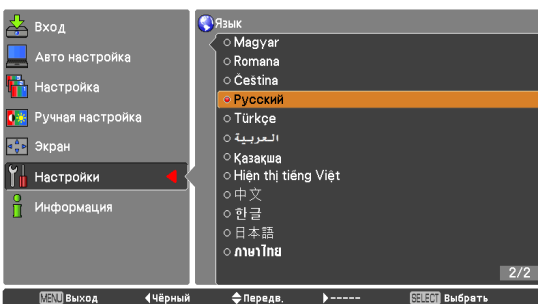 Вход
Авто настройка
Настройка
Ручная настройка
Экран
Настройки
Информация
Язык
Magyar
Romana
Čeština
Русский
Türkçe
العربية
Қазақша
Hiện thị tiếng Việt
中文
한글
日本語
ภาษาไทย
2/2
MENU Выход
Чёрный
Передв.
-----
SELECT Выбрать